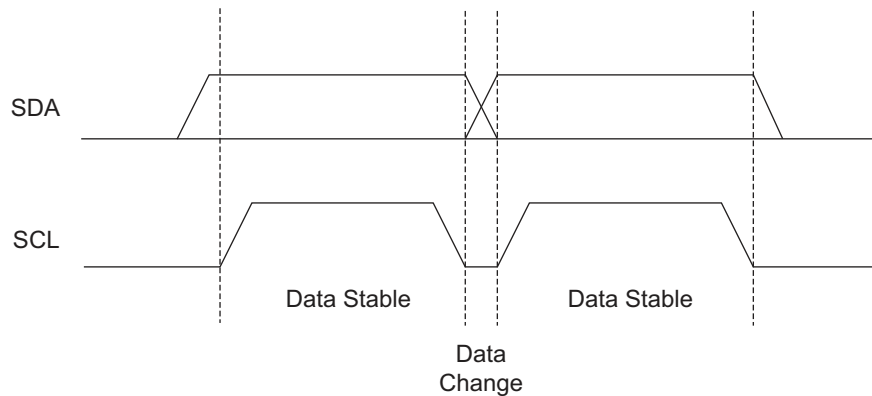 SDA
SCL
Data Stable
Data Stable
Data
Change